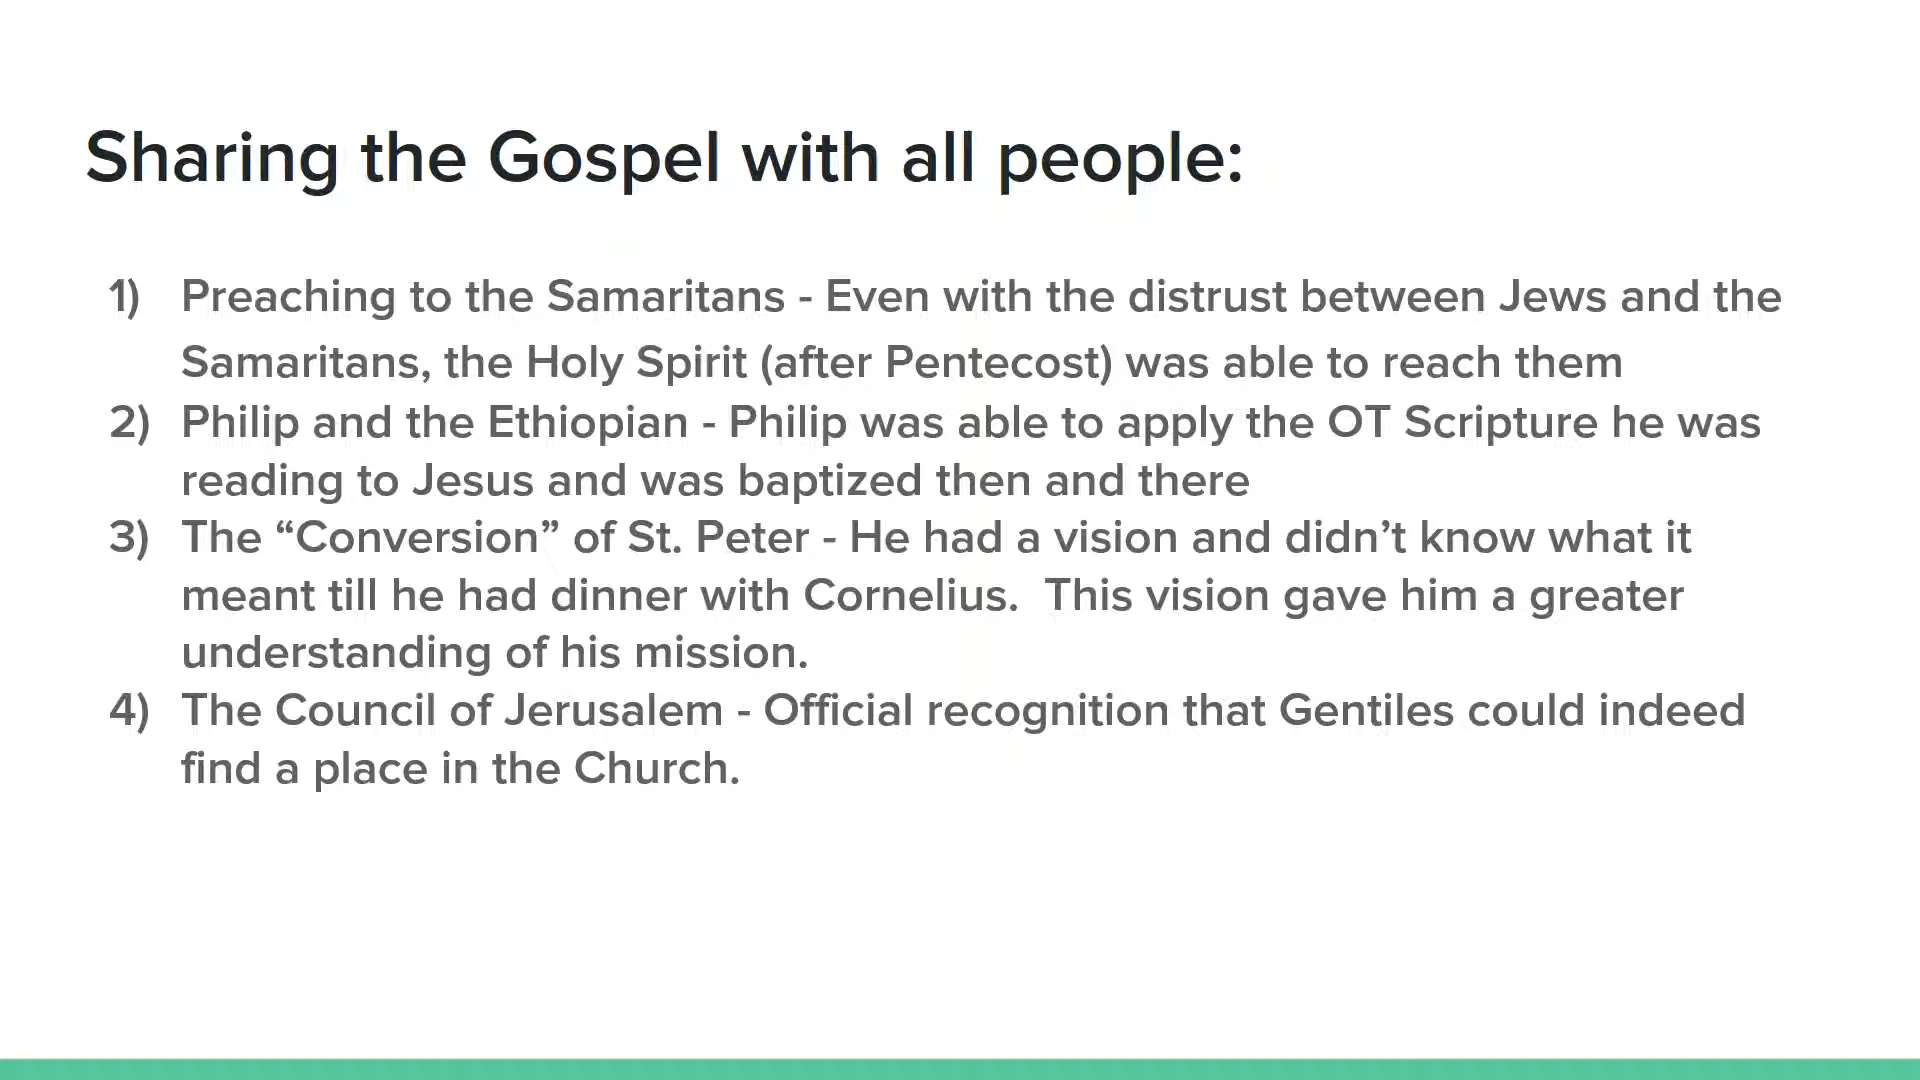 Sharing the Gospel with all people:
1) Preaching to the Samaritans - Even with the distrust between Jews and the
Samaritans, the Holy Spirit (after Pentecost) was able to reach them
2) Philip and the Ethiopian - Philip was able to apply the OT Scripture he was
reading to Jesus and was baptized then and there
3) The “Conversion” of St. Peter - He had a vision and didn’t know what it
meant till he had dinner with Cornelius.  This vision gave him a greater
understanding of his mission.
4) The Council of Jerusalem - Official recognition that Gentiles could indeed
find a place in the Church.